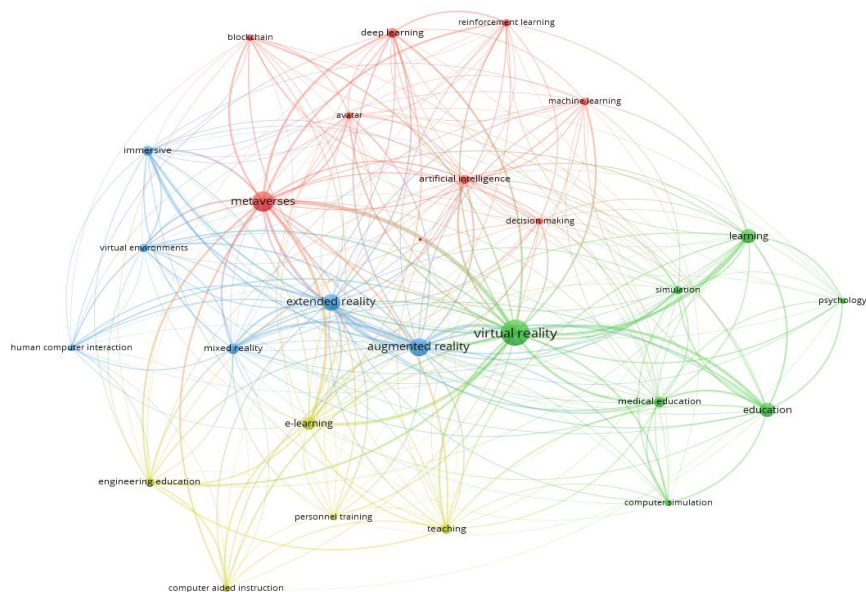 reinforcement learning
blockchain
deep learning
machine learning
avatar
immersive
artificial intelligence
metaverses
decision making
learning
virtual environments
simulation
extended reality
psychology
virtual reality
human computer interaction
mixed reality
augmented reality
medical education
education
e-learning
engineering education
computer simulation
personnel training
teaching
computer aided instruction